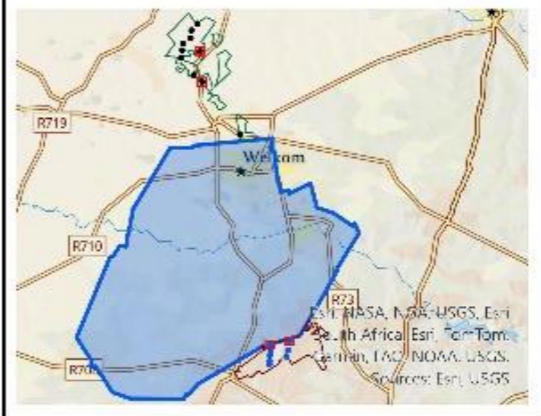 R719
Welkom
R710
R73
Esri, NASA, NGA, USGS, Esri
South Africa, Esri, TomTom,
Garmin, FAO, NOAA, USGS,
Sources: Esri, USGS
R70